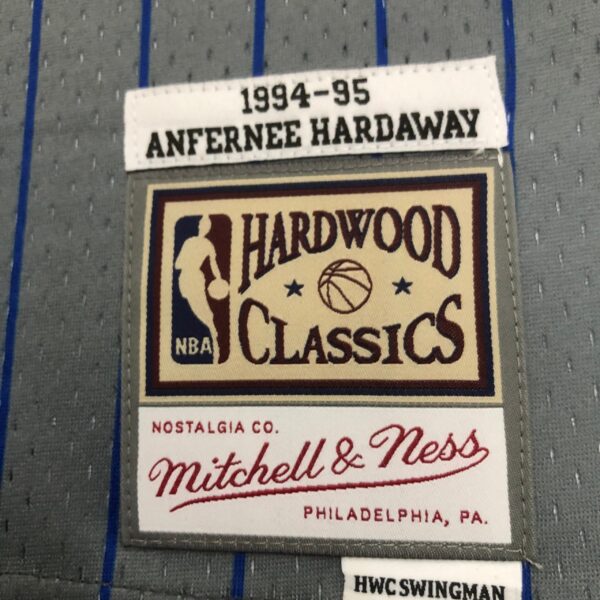 1994-95
ANFERNEE HARDAWAY
HARDWOOD
CLASSICS
NBA
NOSTALGIA CO.
Mitchell & Ness
PHILADELPHIA, PA.
HWC SWINGMAN